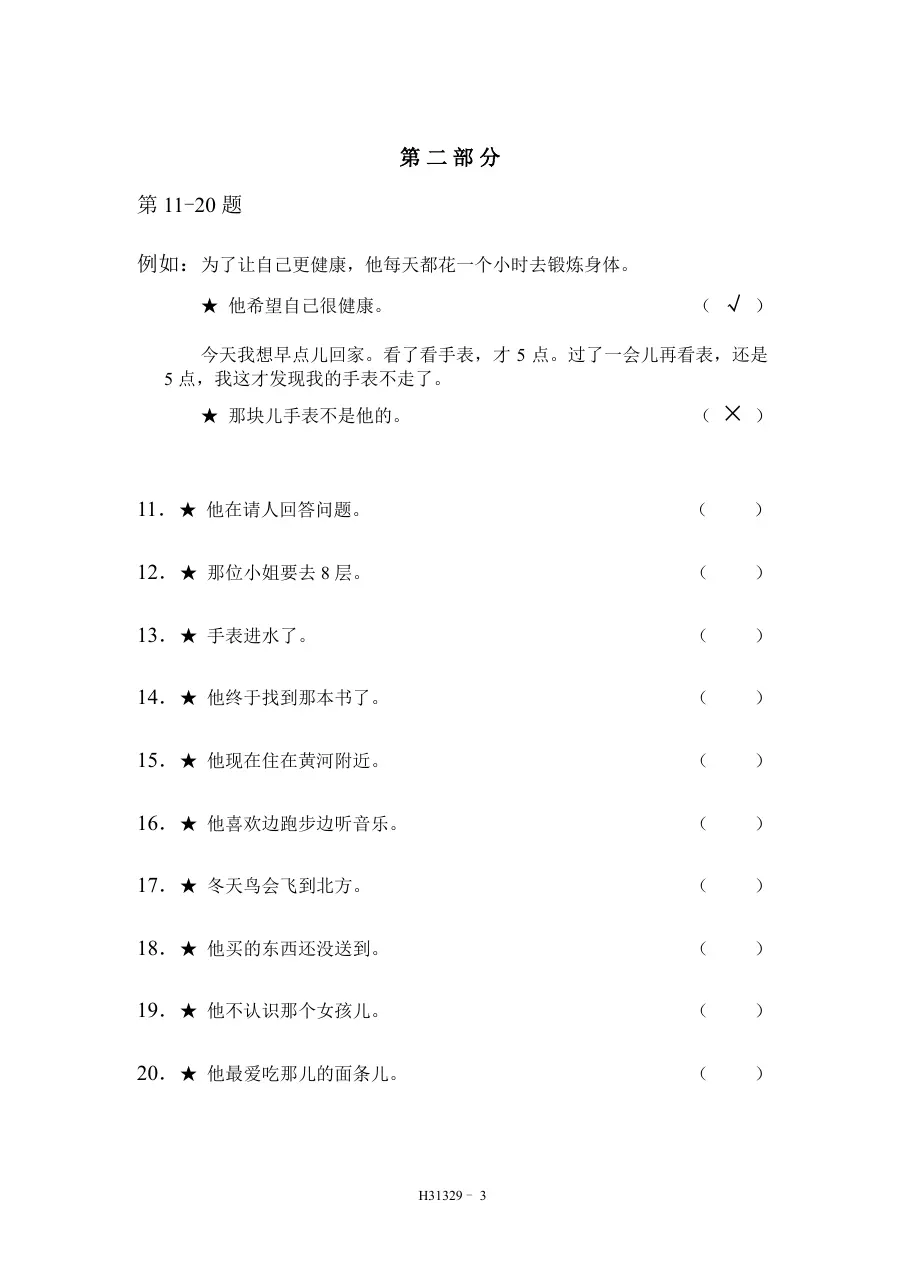 第二部分
第 11-20 题
例如：为了让自己更健康，他每天都花一个小时去锻炼身体。
★ 他希望自己很健康。 （ √ ）
今天我想早点儿回家。看了看手表，才 5 点。过了一会儿再看表，还是
5 点，我这才发现我的手表不走了。
★ 那块儿手表不是他的。 （ × ）
11．★ 他在请人回答问题。 （ ）
12．★ 那位小姐要去 8 层。 （ ）
13．★ 手表进水了。 （ ）
14．★ 他终于找到那本书了。 （ ）
15．★ 他现在住在黄河附近。 （ ）
16．★ 他喜欢边跑步边听音乐。 （ ）
17．★ 冬天鸟会飞到北方。 （ ）
18．★ 他买的东西还没送到。 （ ）
19．★ 他不认识那个女孩儿。 （ ）
20．★ 他最爱吃那儿的面条儿。 （ ）
H31329 - 3